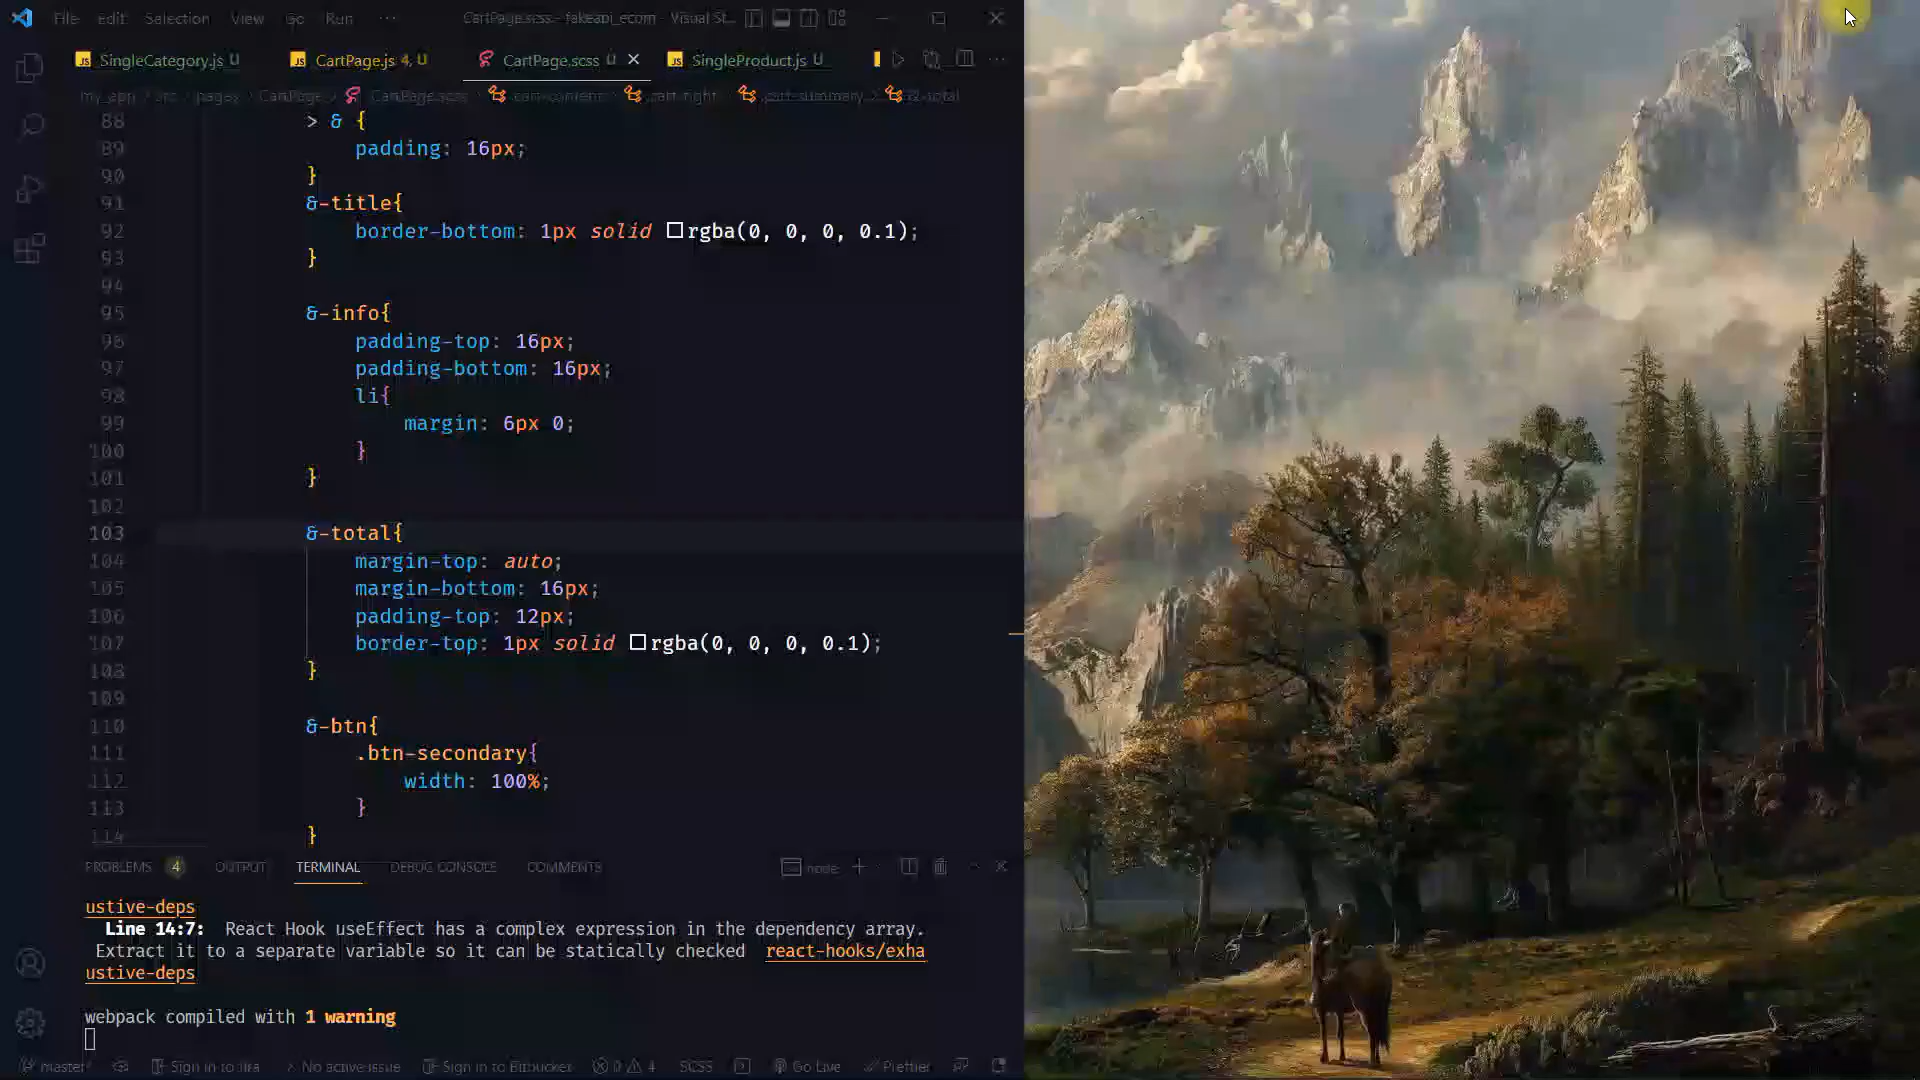 File Edit Selection View Go Run ··· CartPage.scss - fakeapi_ecom - Visual St...
SingleCategory.js U CartPage.js 4, U CartPage.scss U SingleProduct.js U ···
my_app > src > pages > CartPage > CartPage.scss > .cart-content > .cart-right > .cart-summary > &-total
88 > & {
89 padding: 16px;
90 }
91 &-title{
92 border-bottom: 1px solid rgba(0, 0, 0, 0.1);
93 }
94
95 &-info{
96 padding-top: 16px;
97 padding-bottom: 16px;
98 li{
99 margin: 6px 0;
100 }
101 }
102
103 &-total{
104 margin-top: auto;
105 margin-bottom: 16px;
106 padding-top: 12px;
107 border-top: 1px solid rgba(0, 0, 0, 0.1);
108 }
109
110 &-btn{
111 .btn-secondary{
112 width: 100%;
113 }
114 }
PROBLEMS 4 OUTPUT TERMINAL DEBUG CONSOLE COMMENTS node
ustive-deps
Line 14:7: React Hook useEffect has a complex expression in the dependency array.
Extract it to a separate variable so it can be statically checked react-hooks/exha
ustive-deps
webpack compiled with 1 warning
master Sign in to Jira No active issue Sign in to Bitbucket 0 4 SCSS Go Live Prettier